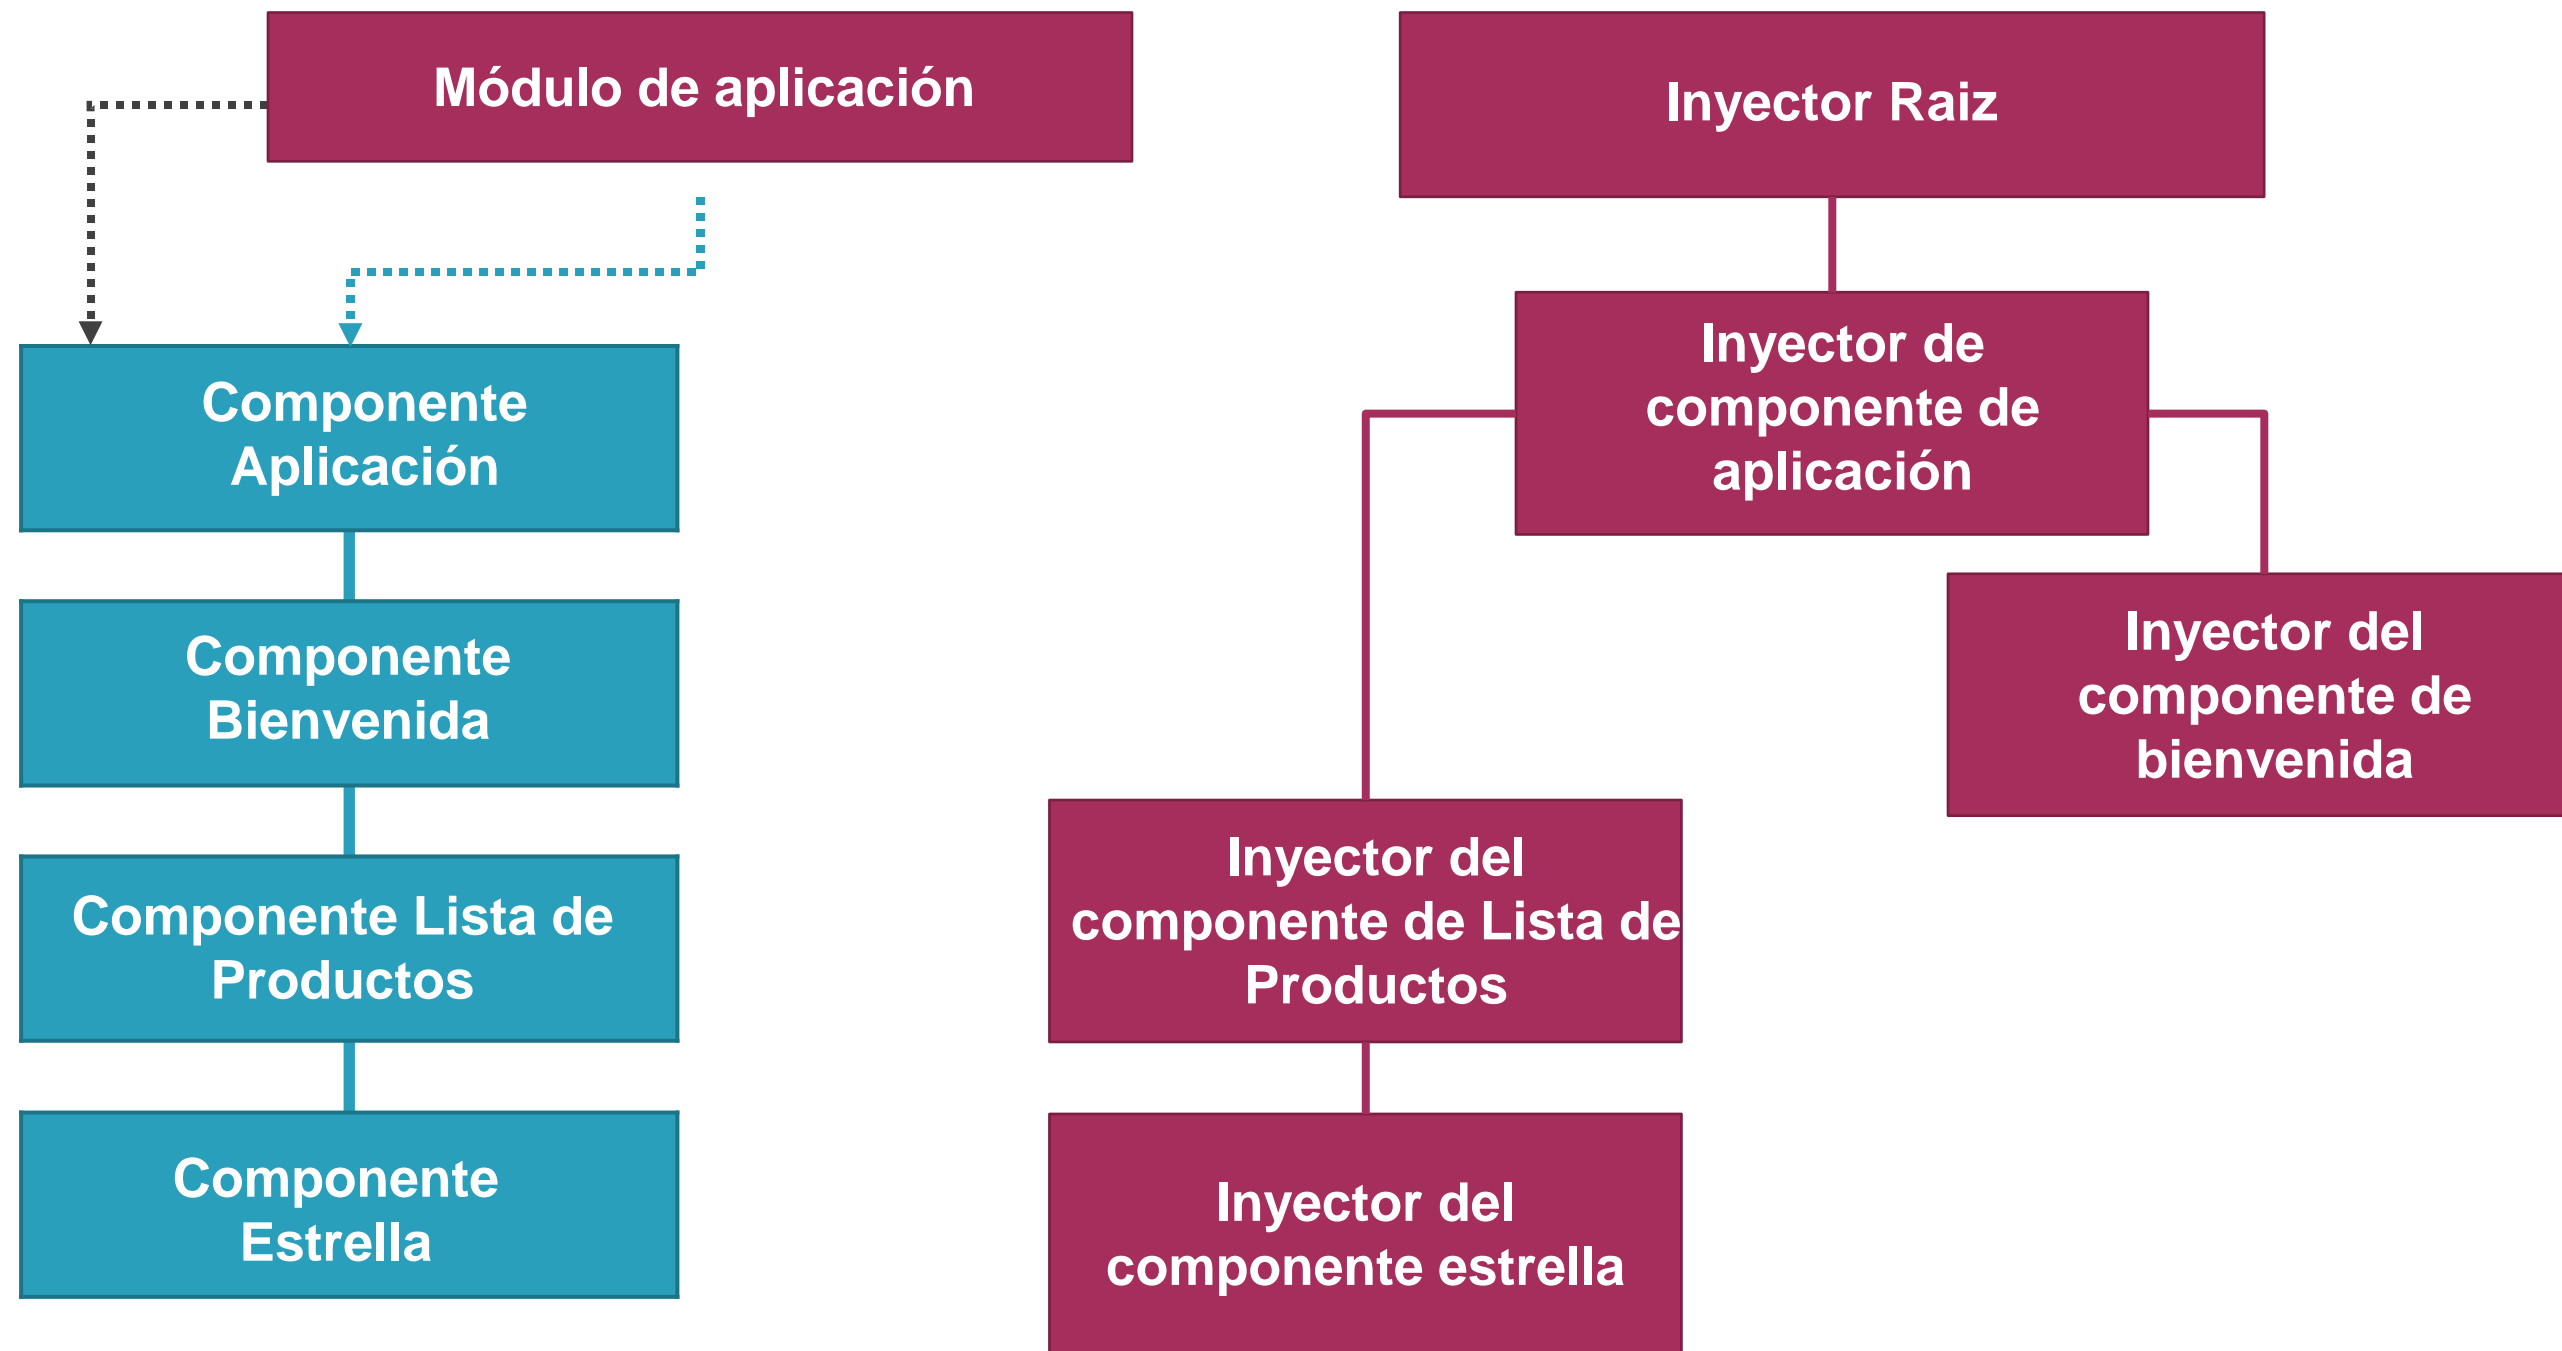 Módulo de aplicación
Componente
Aplicación
Componente
Bienvenida
Componente Lista de
Productos
Componente
Estrella
Inyector Raiz
Inyector de
componente de
aplicación
Inyector del
componente de
bienvenida
Inyector del
componente de Lista de
Productos
Inyector del
componente estrella